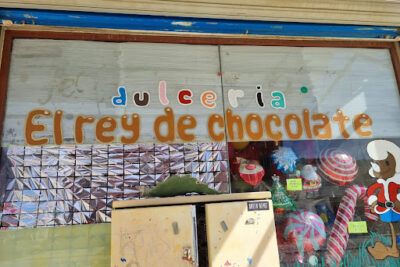 dulceria
El rey de chocolate